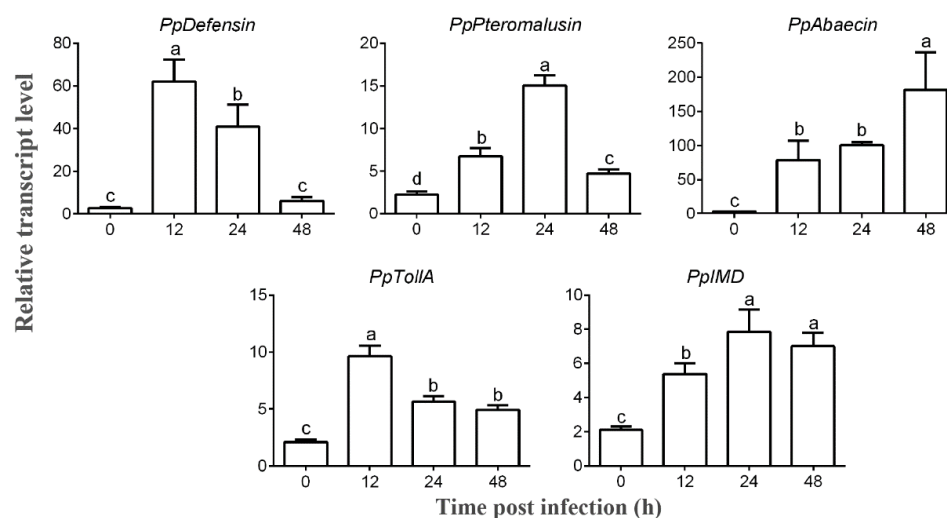 PpDefensin
80
60
40
20
0
a
b
c
c
0 12 24 48
PpPteromalusin
20
15
10
5
0
a
b
c
d
0 12 24 48
PpAbaecin
250
200
150
100
50
0
a
b
b
c
0 12 24 48
Relative transcript level
PpTollA
15
10
5
0
a
b
b
c
0 12 24 48
PpIMD
10
8
6
4
2
0
a
a
b
c
0 12 24 48
Time post infection (h)